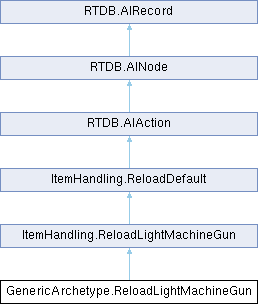 RTDB.AIRecord
RTDB.AINode
RTDB.AIAction
ItemHandling.ReloadDefault
ItemHandling.ReloadLightMachineGun
GenericArchetype.ReloadLightMachineGun